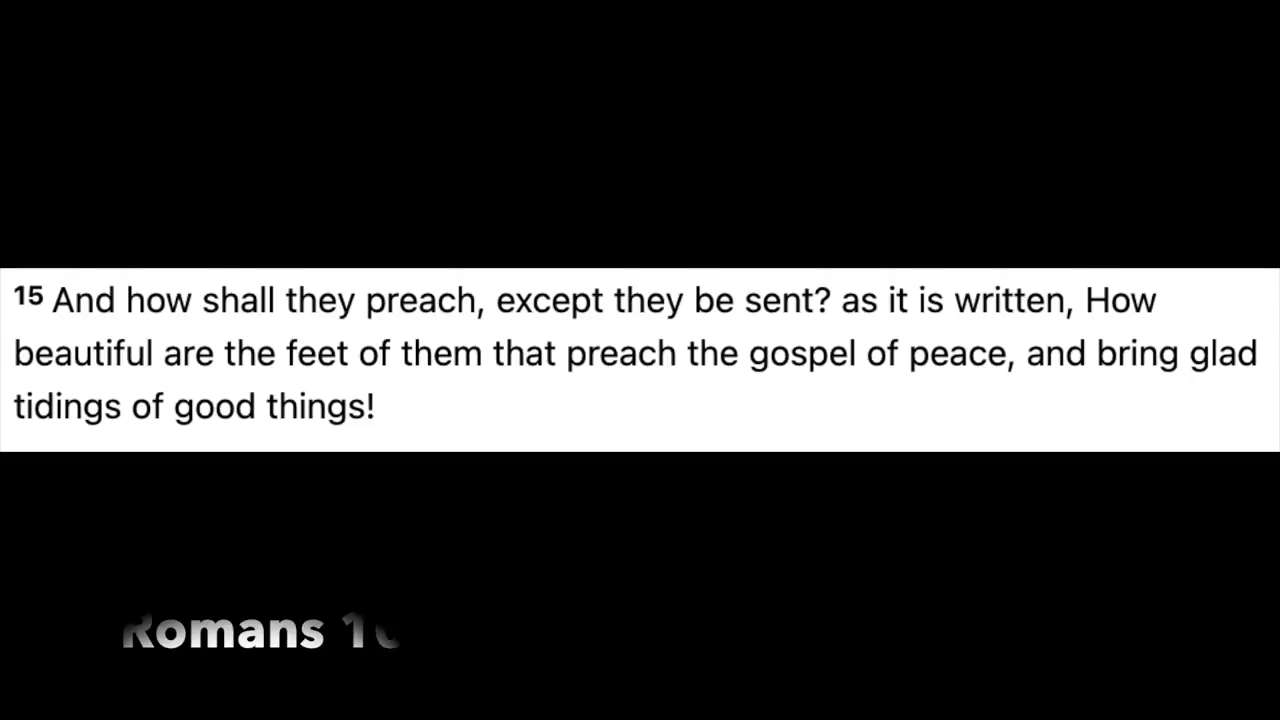 15 And how shall they preach, except they be sent? as it is written, How
beautiful are the feet of them that preach the gospel of peace, and bring glad
tidings of good things!
Romans 10